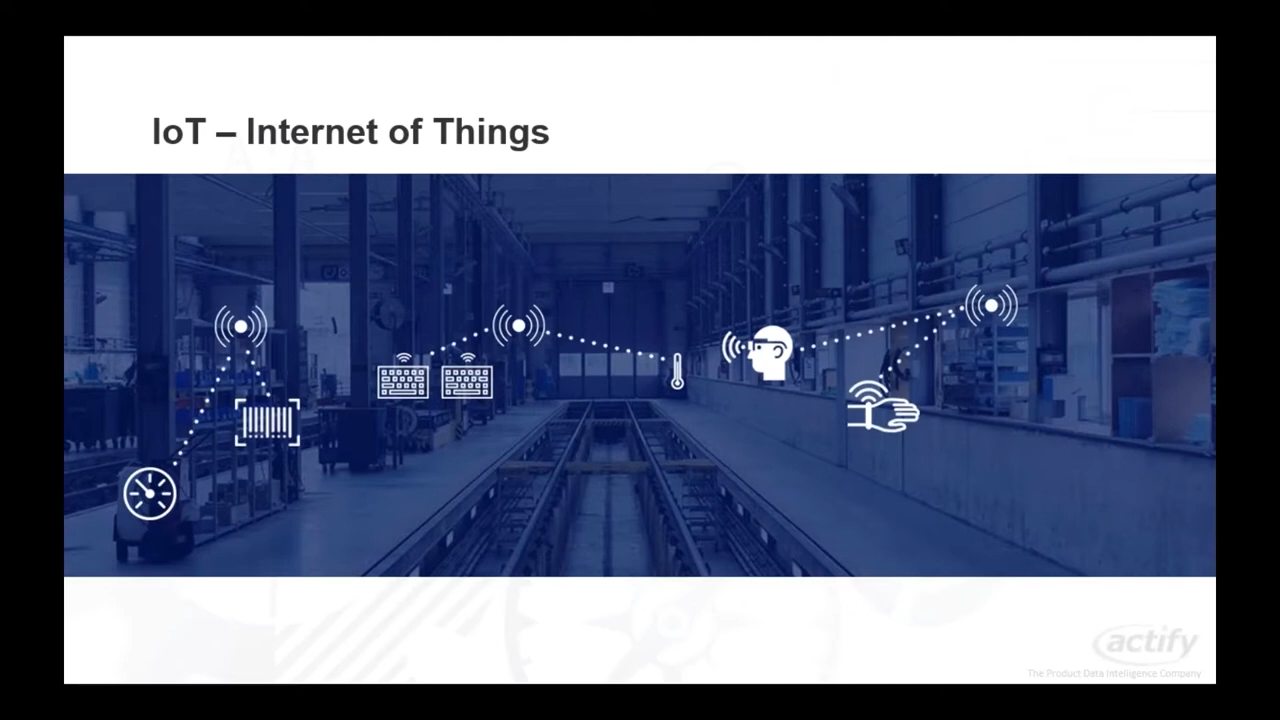 IoT – Internet of Things
actify
The Product Data Intelligence Company